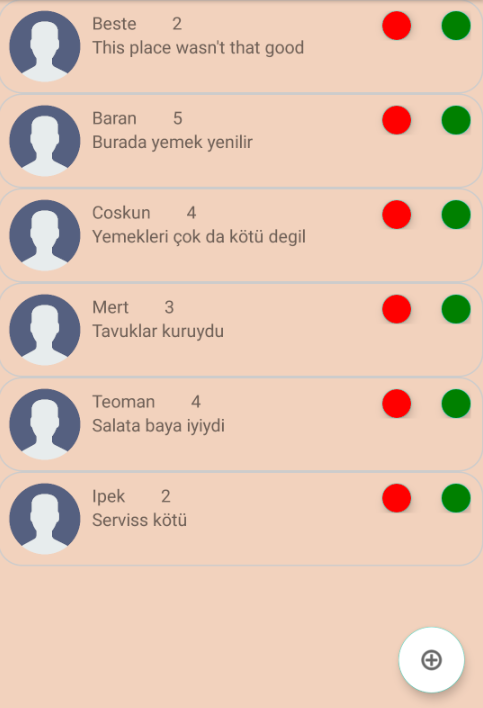 Beste 2
This place wasn't that good
Baran 5
Burada yemek yenilir
Coskun 4
Yemekleri çok da kötü degil
Mert 3
Tavuklar kuruydu
Teoman 4
Salata baya iyiydi
Ipek 2
Serviss kötü